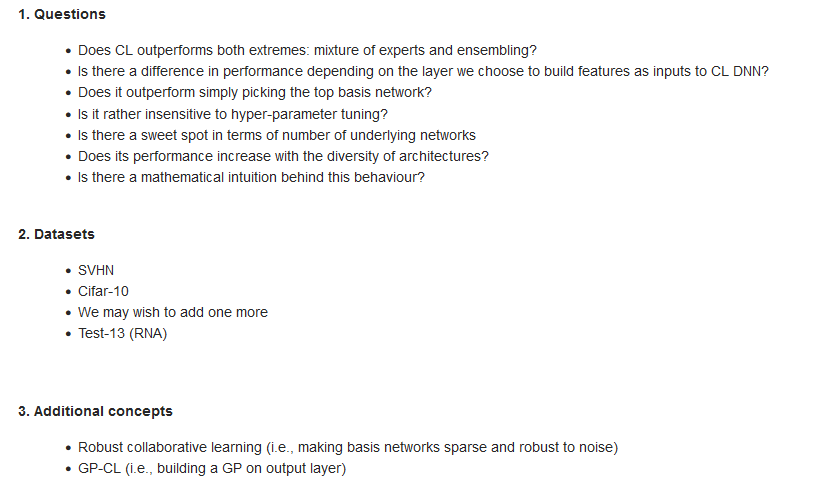 1. Questions
• Does CL outperforms both extremes: mixture of experts and ensembling?
• Is there a difference in performance depending on the layer we choose to build features as inputs to CL DNN?
• Does it outperform simply picking the top basis network?
• Is it rather insensitive to hyper-parameter tuning?
• Is there a sweet spot in terms of number of underlying networks
• Does its performance increase with the diversity of architectures?
• Is there a mathematical intuition behind this behaviour?
2. Datasets
• SVHN
• Cifar-10
• We may wish to add one more
• Test-13 (RNA)
3. Additional concepts
• Robust collaborative learning (i.e., making basis networks sparse and robust to noise)
• GP-CL (i.e., building a GP on output layer)